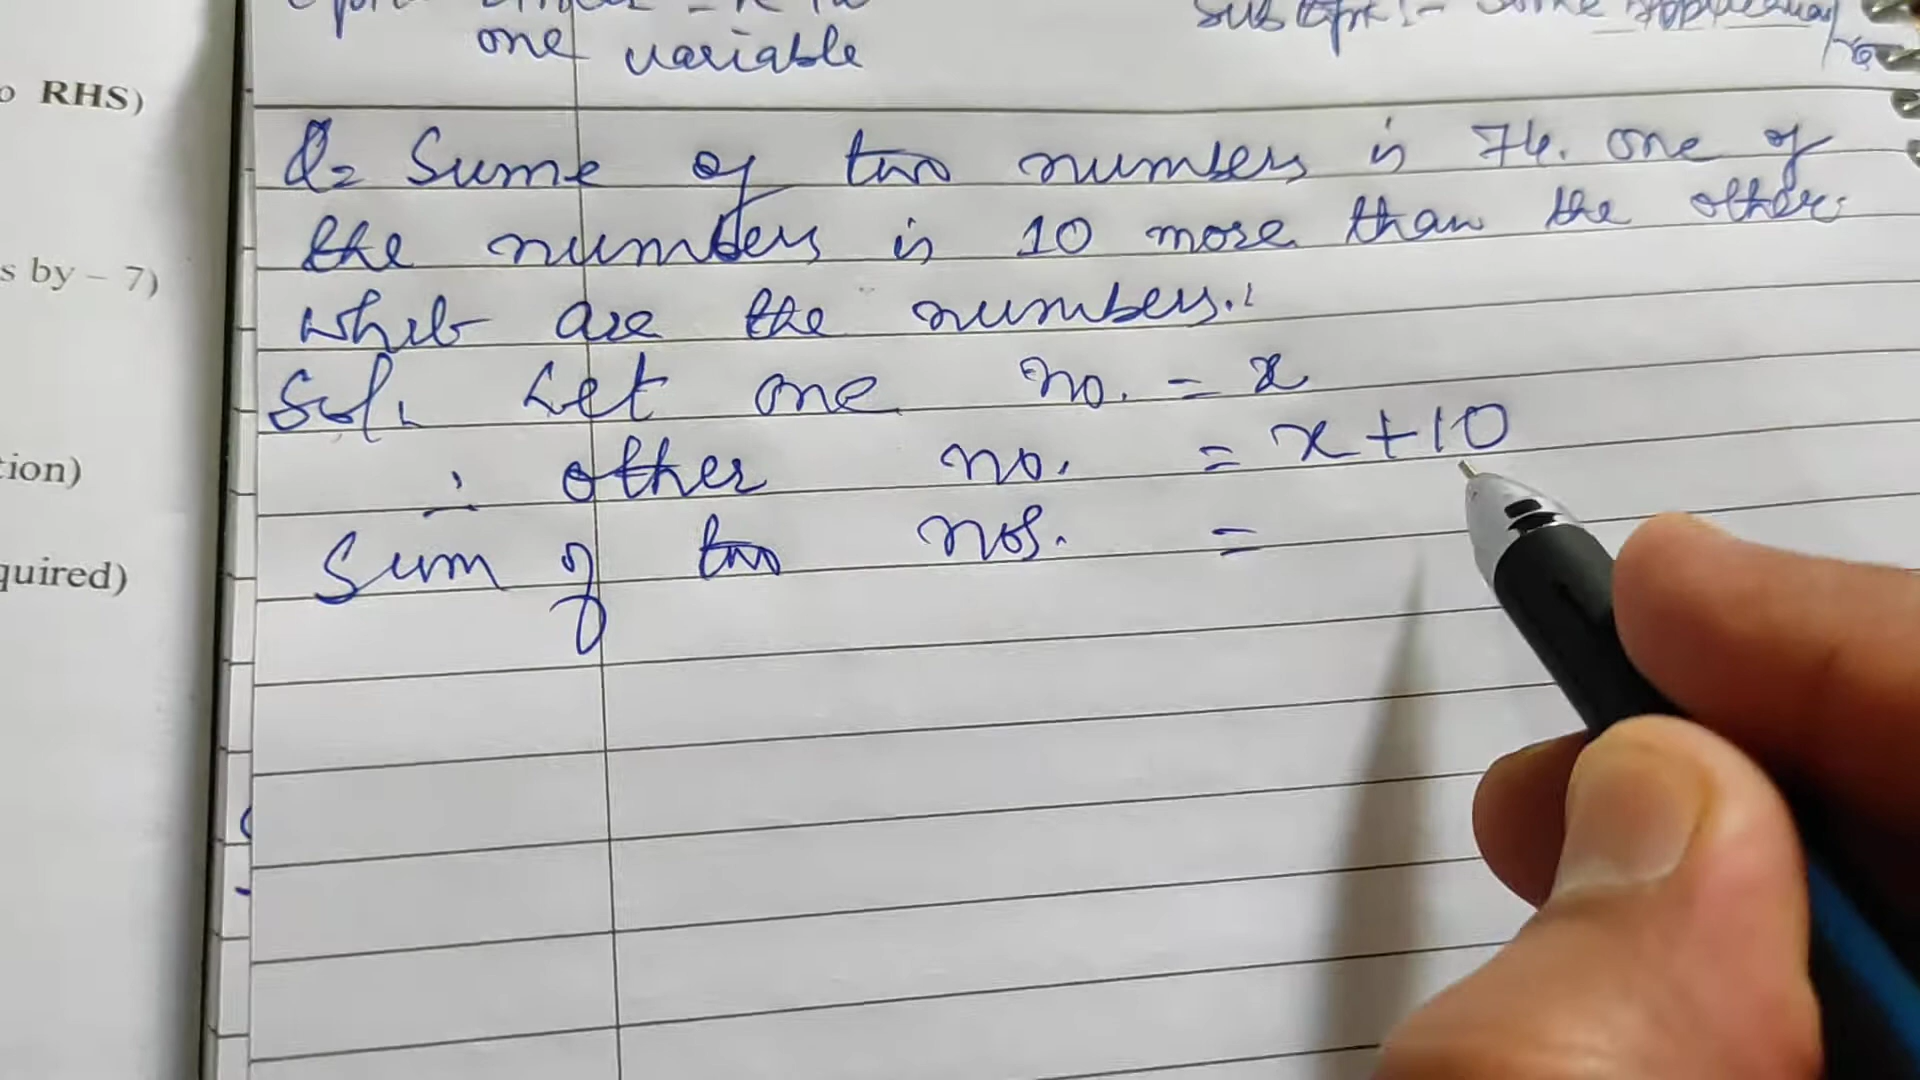 one variable
RHS)
Q2 Sume of two numbers is 74. one of
the numbers is 10 more than the other.
s by – 7)
what are the numbers.
Sol. Let one no. = x
tion)
∴ other no. = x + 10
Sum of two nos. =
quired)